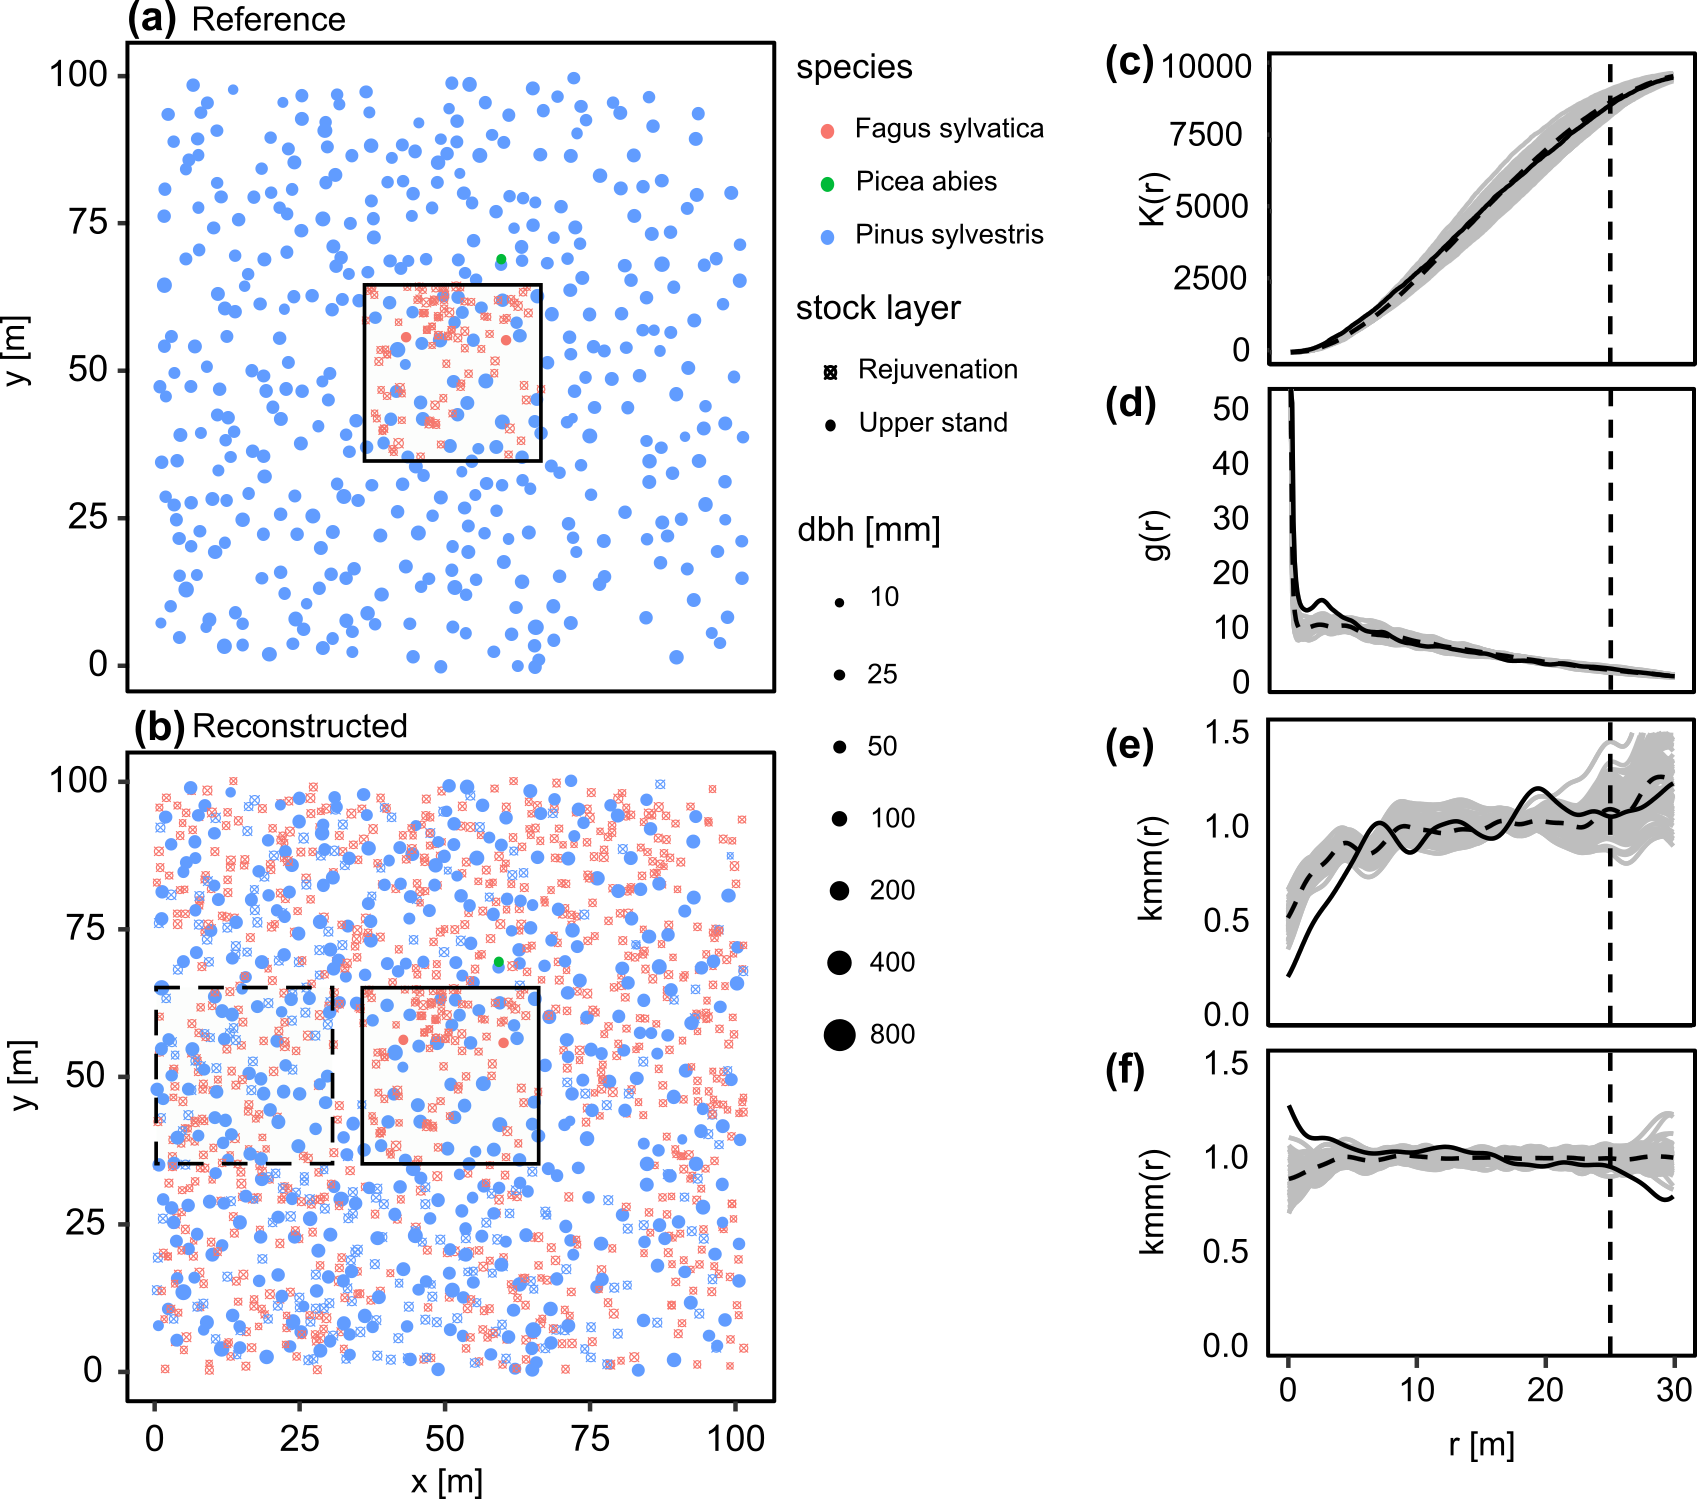 (a) Reference
100
75
50
25
0
y [m]
species
Fagus sylvatica
Picea abies
Pinus sylvestris
stock layer
Rejuvenation
Upper stand
dbh [mm]
10
25
50
100
200
400
800
(b) Reconstructed
100
75
50
25
0
y [m]
0 25 50 75 100
x [m]
(c)
10000
7500
5000
2500
0
K(r)
(d)
50
40
30
20
10
0
g(r)
(e)
1.5
1.0
0.5
0.0
kmm(r)
(f)
1.5
1.0
0.5
0.0
kmm(r)
0 10 20 30
r [m]